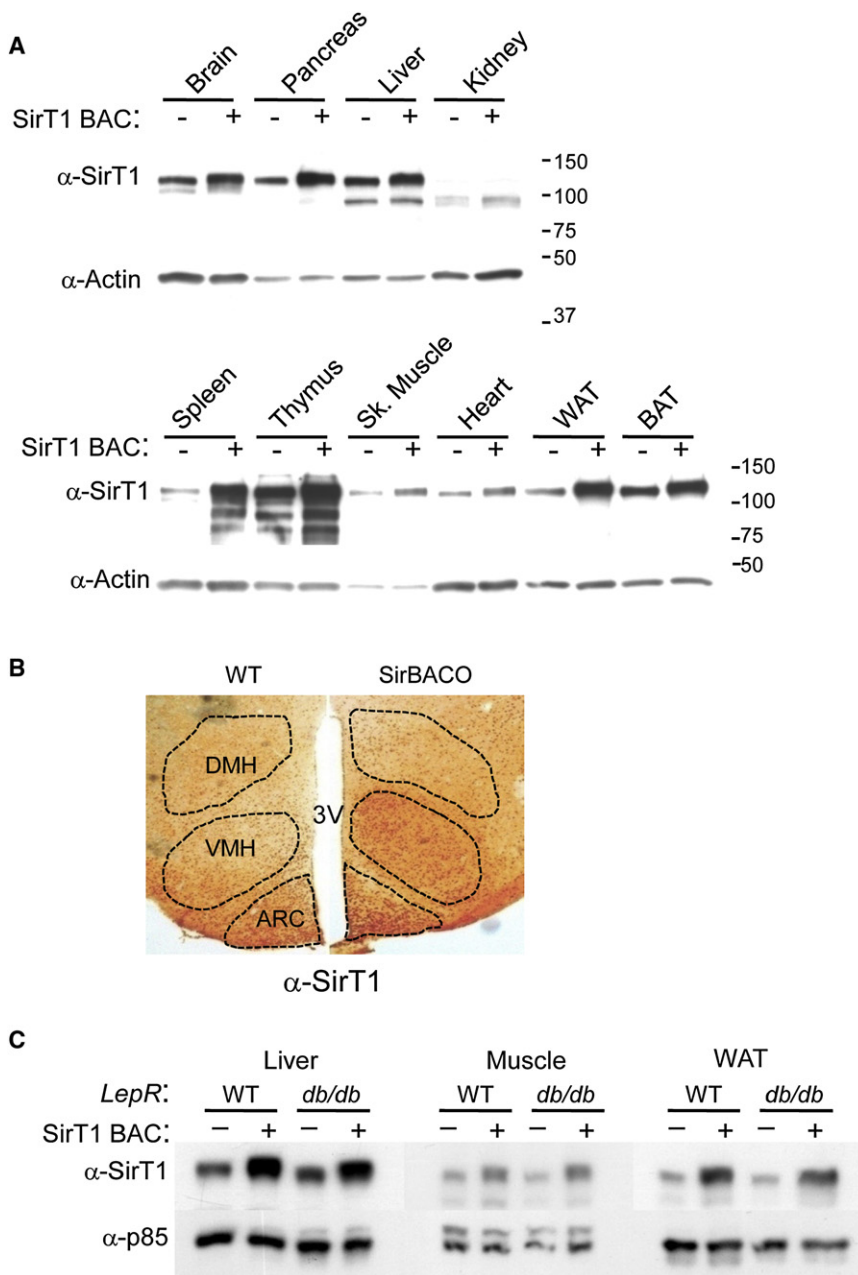 A
Brain Pancreas Liver Kidney
SirT1 BAC: - + - + - + - +
α-SirT1
-150
-100
-75
-50
-37
α-Actin
Spleen Thymus Sk. Muscle Heart WAT BAT
SirT1 BAC: - + - + - + - + - + - +
α-SirT1
-150
-100
-75
-50
α-Actin
B
WT SirBACO
DMH
3V
VMH
ARC
α-SirT1
C
Liver Muscle WAT
LepR: WT db/db WT db/db WT db/db
SirT1 BAC: − + − + − + − + − + − +
α-SirT1
α-p85